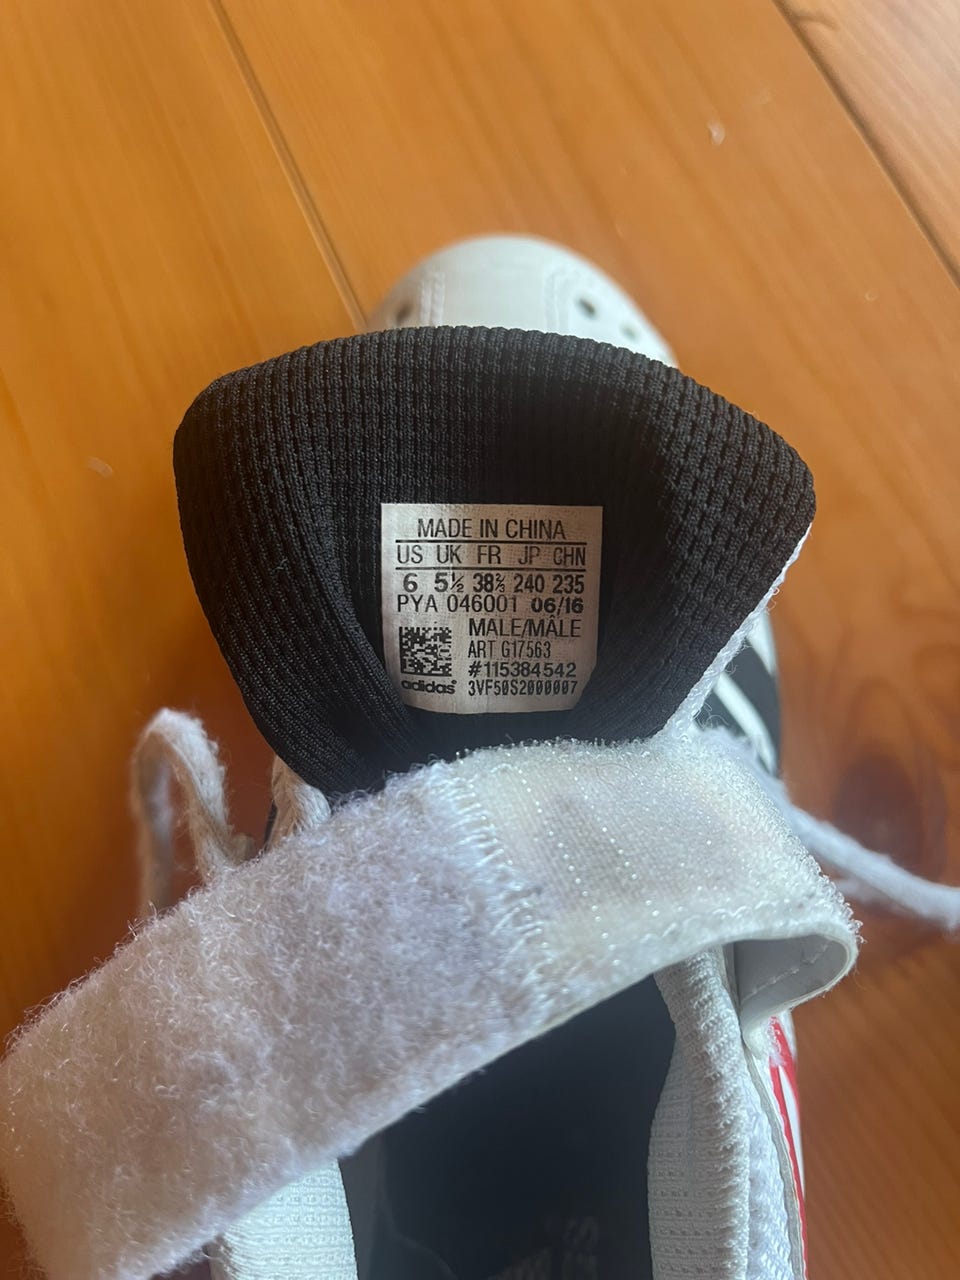 MADE IN CHINA
US UK FR JP CHN
6 5½ 38⅔ 240 235
PYA 046001 06/16
MALE/MÂLE
ART G17563
#115384542
adidas 3VF50S2000007